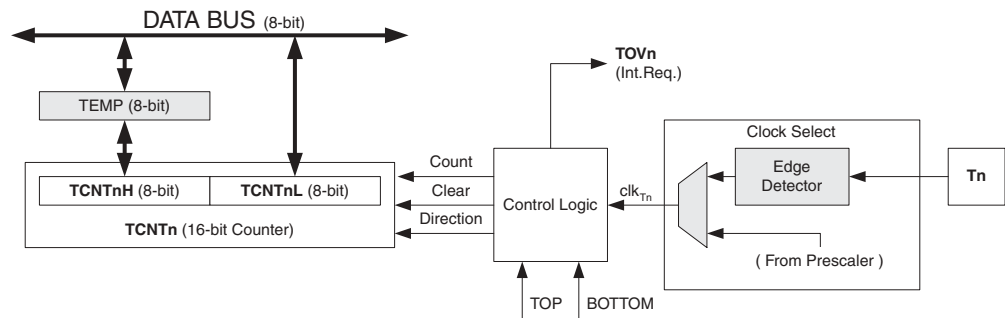 DATA BUS (8-bit)
TOVn
(Int.Req.)
TEMP (8-bit)
Clock Select
Count
Edge
Detector
Tn
TCNTnH (8-bit) TCNTnL (8-bit)
Clear
Control Logic
clkTn
TCNTn (16-bit Counter)
Direction
( From Prescaler )
TOP
BOTTOM